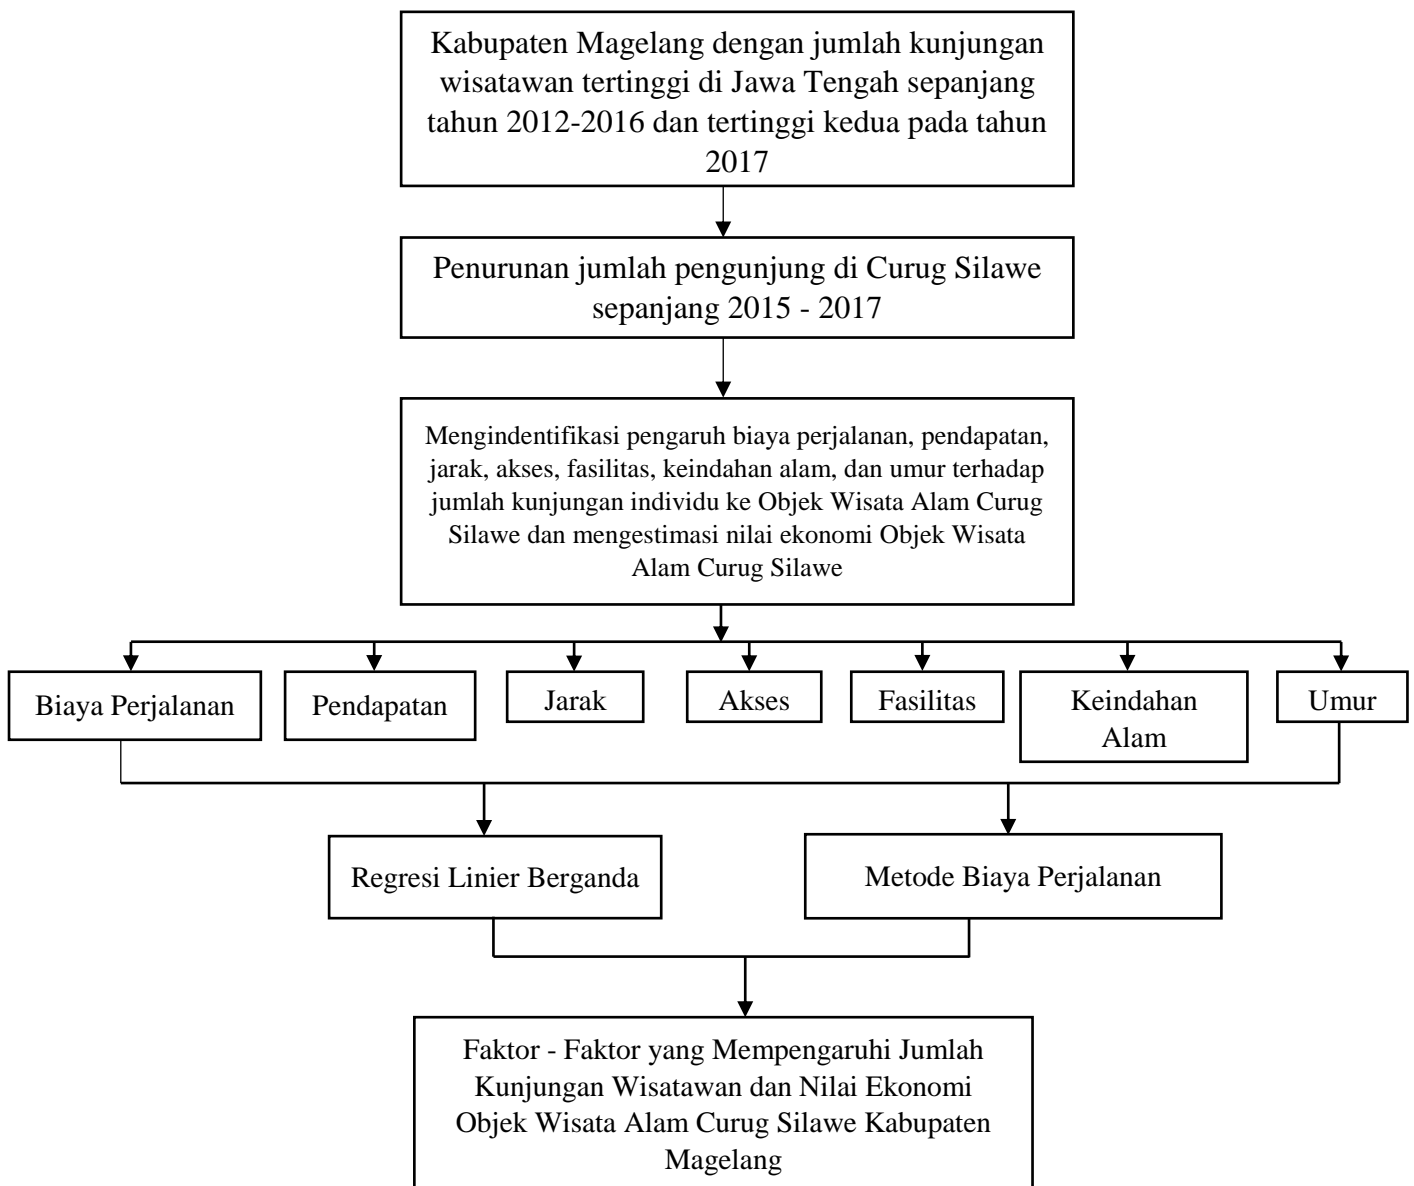 Kabupaten Magelang dengan jumlah kunjungan
wisatawan tertinggi di Jawa Tengah sepanjang
tahun 2012-2016 dan tertinggi kedua pada tahun
2017
Penurunan jumlah pengunjung di Curug Silawe
sepanjang 2015 - 2017
Mengindentifikasi pengaruh biaya perjalanan, pendapatan,
jarak, akses, fasilitas, keindahan alam, dan umur terhadap
jumlah kunjungan individu ke Objek Wisata Alam Curug
Silawe dan mengestimasi nilai ekonomi Objek Wisata
Alam Curug Silawe
Biaya Perjalanan
Pendapatan
Jarak
Akses
Fasilitas
Keindahan
Alam
Umur
Regresi Linier Berganda
Metode Biaya Perjalanan
Faktor - Faktor yang Mempengaruhi Jumlah
Kunjungan Wisatawan dan Nilai Ekonomi
Objek Wisata Alam Curug Silawe Kabupaten
Magelang